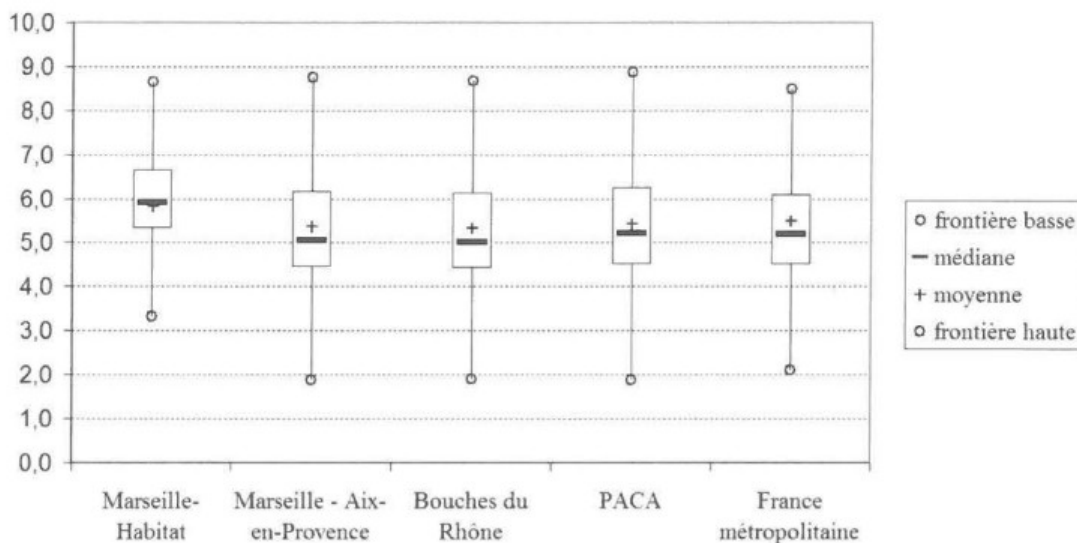 10,0
9,0
8,0
7,0
6,0
5,0
4,0
3,0
2,0
1,0
0,0
Marseille-
Habitat
Marseille - Aix-
en-Provence
Bouches du
Rhône
PACA
France
métropolitaine
frontière basse
médiane
moyenne
frontière haute